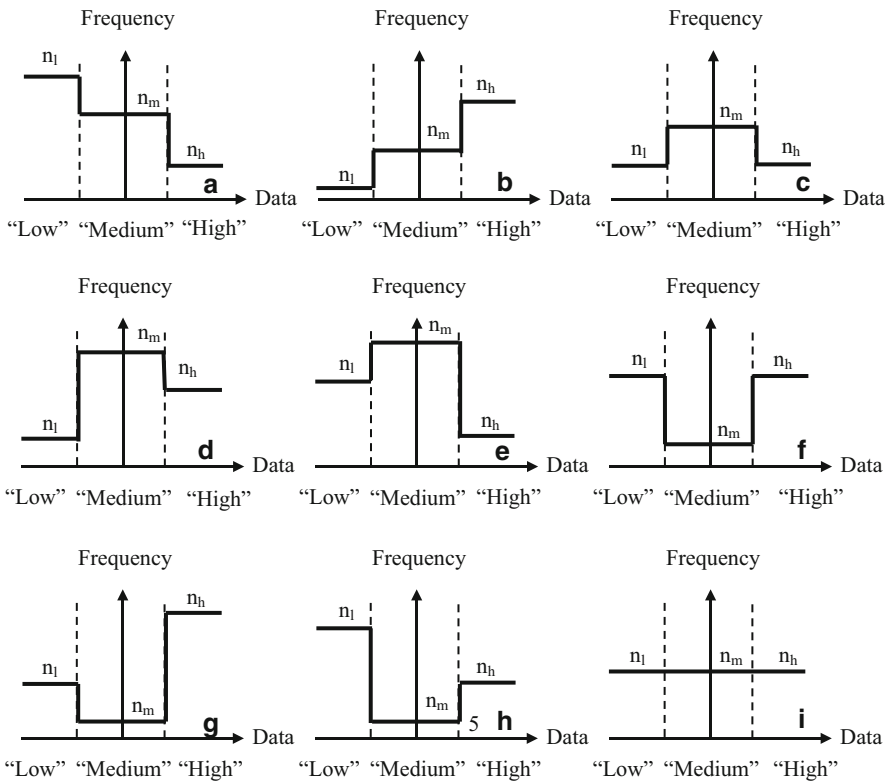 Frequency Frequency Frequency
n_l n_m n_h a Data
n_l n_m n_h b Data
n_l n_m n_h c Data
“Low” “Medium” “High” “Low” “Medium” “High” “Low” “Medium” “High”
Frequency Frequency Frequency
n_l n_m n_h d Data
n_l n_m n_h e Data
n_l n_m n_h f Data
“Low” “Medium” “High” “Low” “Medium” “High” “Low” “Medium” “High”
Frequency Frequency Frequency
n_l n_m n_h g Data
n_l n_m n_h 5 h Data
n_l n_m n_h i Data
“Low” “Medium” “High” “Low” “Medium” “High” “Low” “Medium” “High”